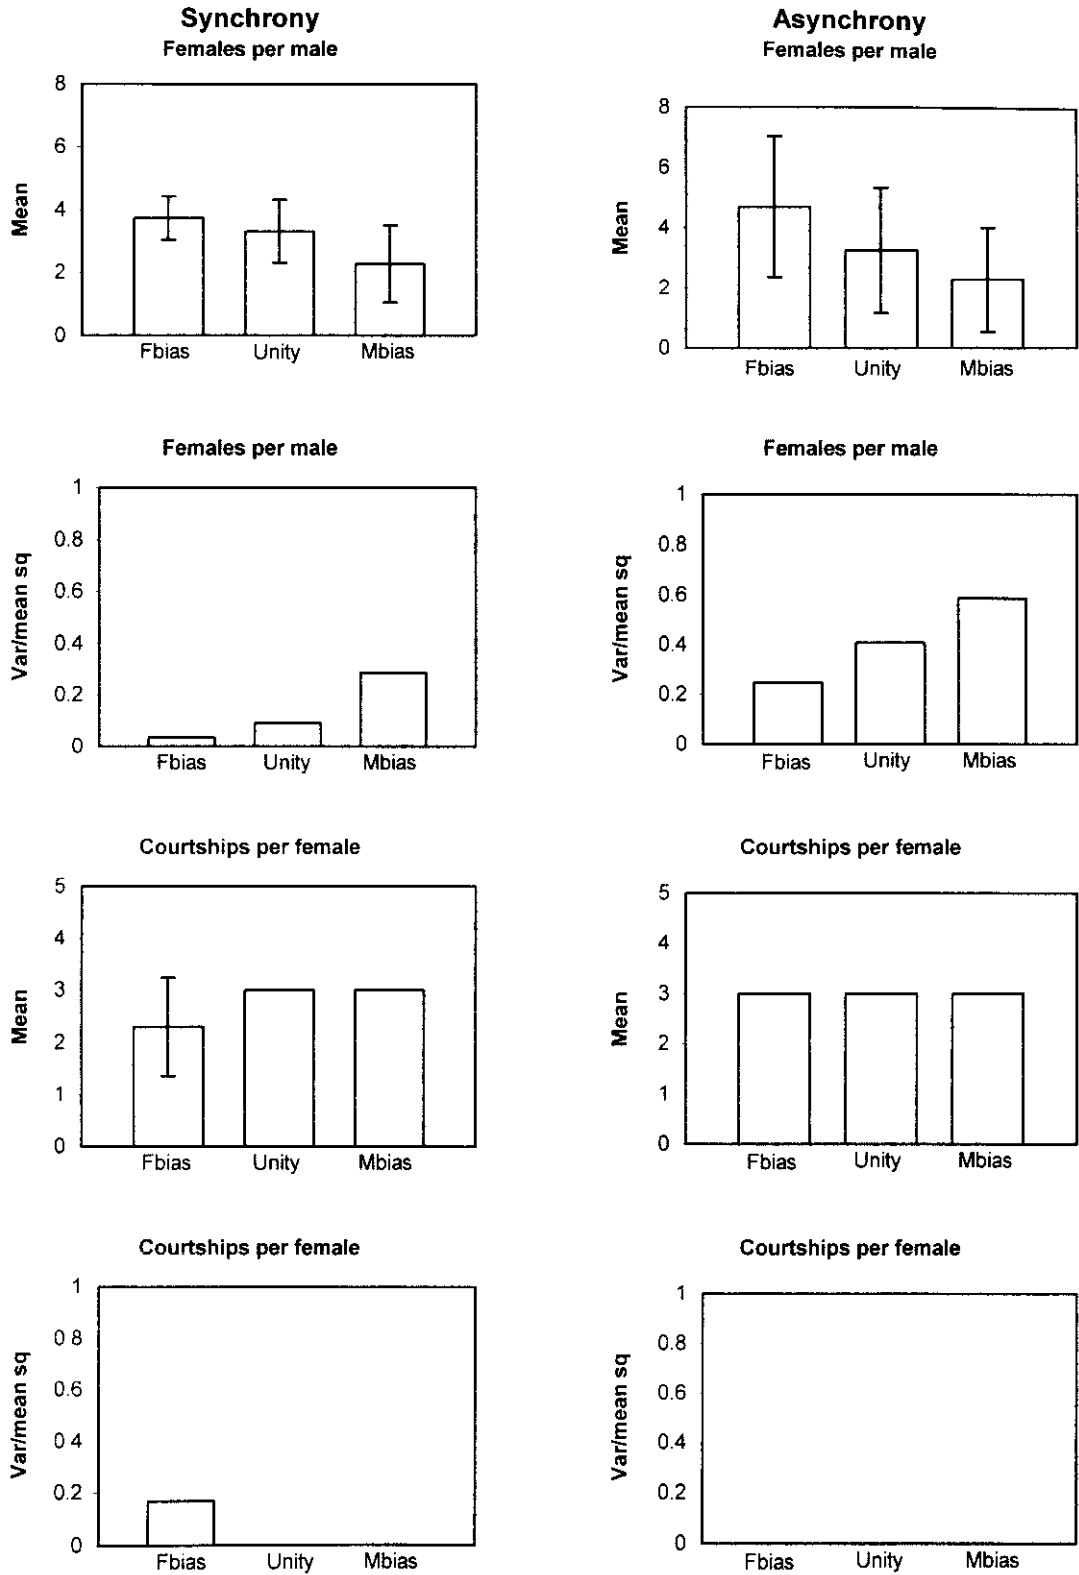 Synchrony
Females per male
8
6
4
2
0
Mean
Fbias Unity Mbias
Asynchrony
Females per male
8
6
4
2
0
Mean
Fbias Unity Mbias
Females per male
1
0.8
0.6
0.4
0.2
0
Var/mean sq
Fbias Unity Mbias
Females per male
1
0.8
0.6
0.4
0.2
0
Var/mean sq
Fbias Unity Mbias
Courtships per female
5
4
3
2
1
0
Mean
Fbias Unity Mbias
Courtships per female
5
4
3
2
1
0
Mean
Fbias Unity Mbias
Courtships per female
1
0 8
0.6
0 4
0.2
0
Var/mean sq
Fbias Unity Mbias
Courtships per female
1
0.8
0.6
0.4
0.2
0
Var/mean sq
Fbias Unity Mbias